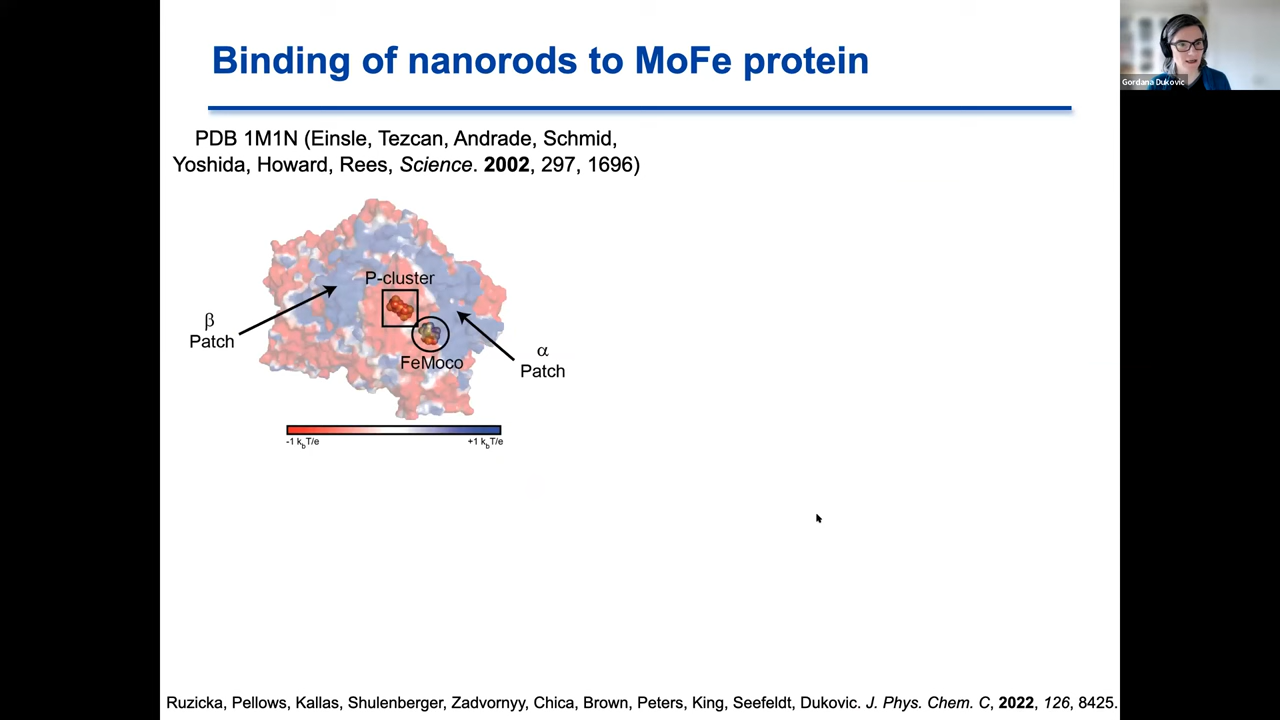 Binding of nanorods to MoFe protein
Gordana Dukovic
PDB 1M1N (Einsle, Tezcan, Andrade, Schmid,
Yoshida, Howard, Rees, Science. 2002, 297, 1696)
P-cluster
β
Patch
FeMoco
α
Patch
-1 kbT/e
+1 kbT/e
Ruzicka, Pellows, Kallas, Shulenberger, Zadvornyy, Chica, Brown, Peters, King, Seefeldt, Dukovic. J. Phys. Chem. C, 2022, 126, 8425.